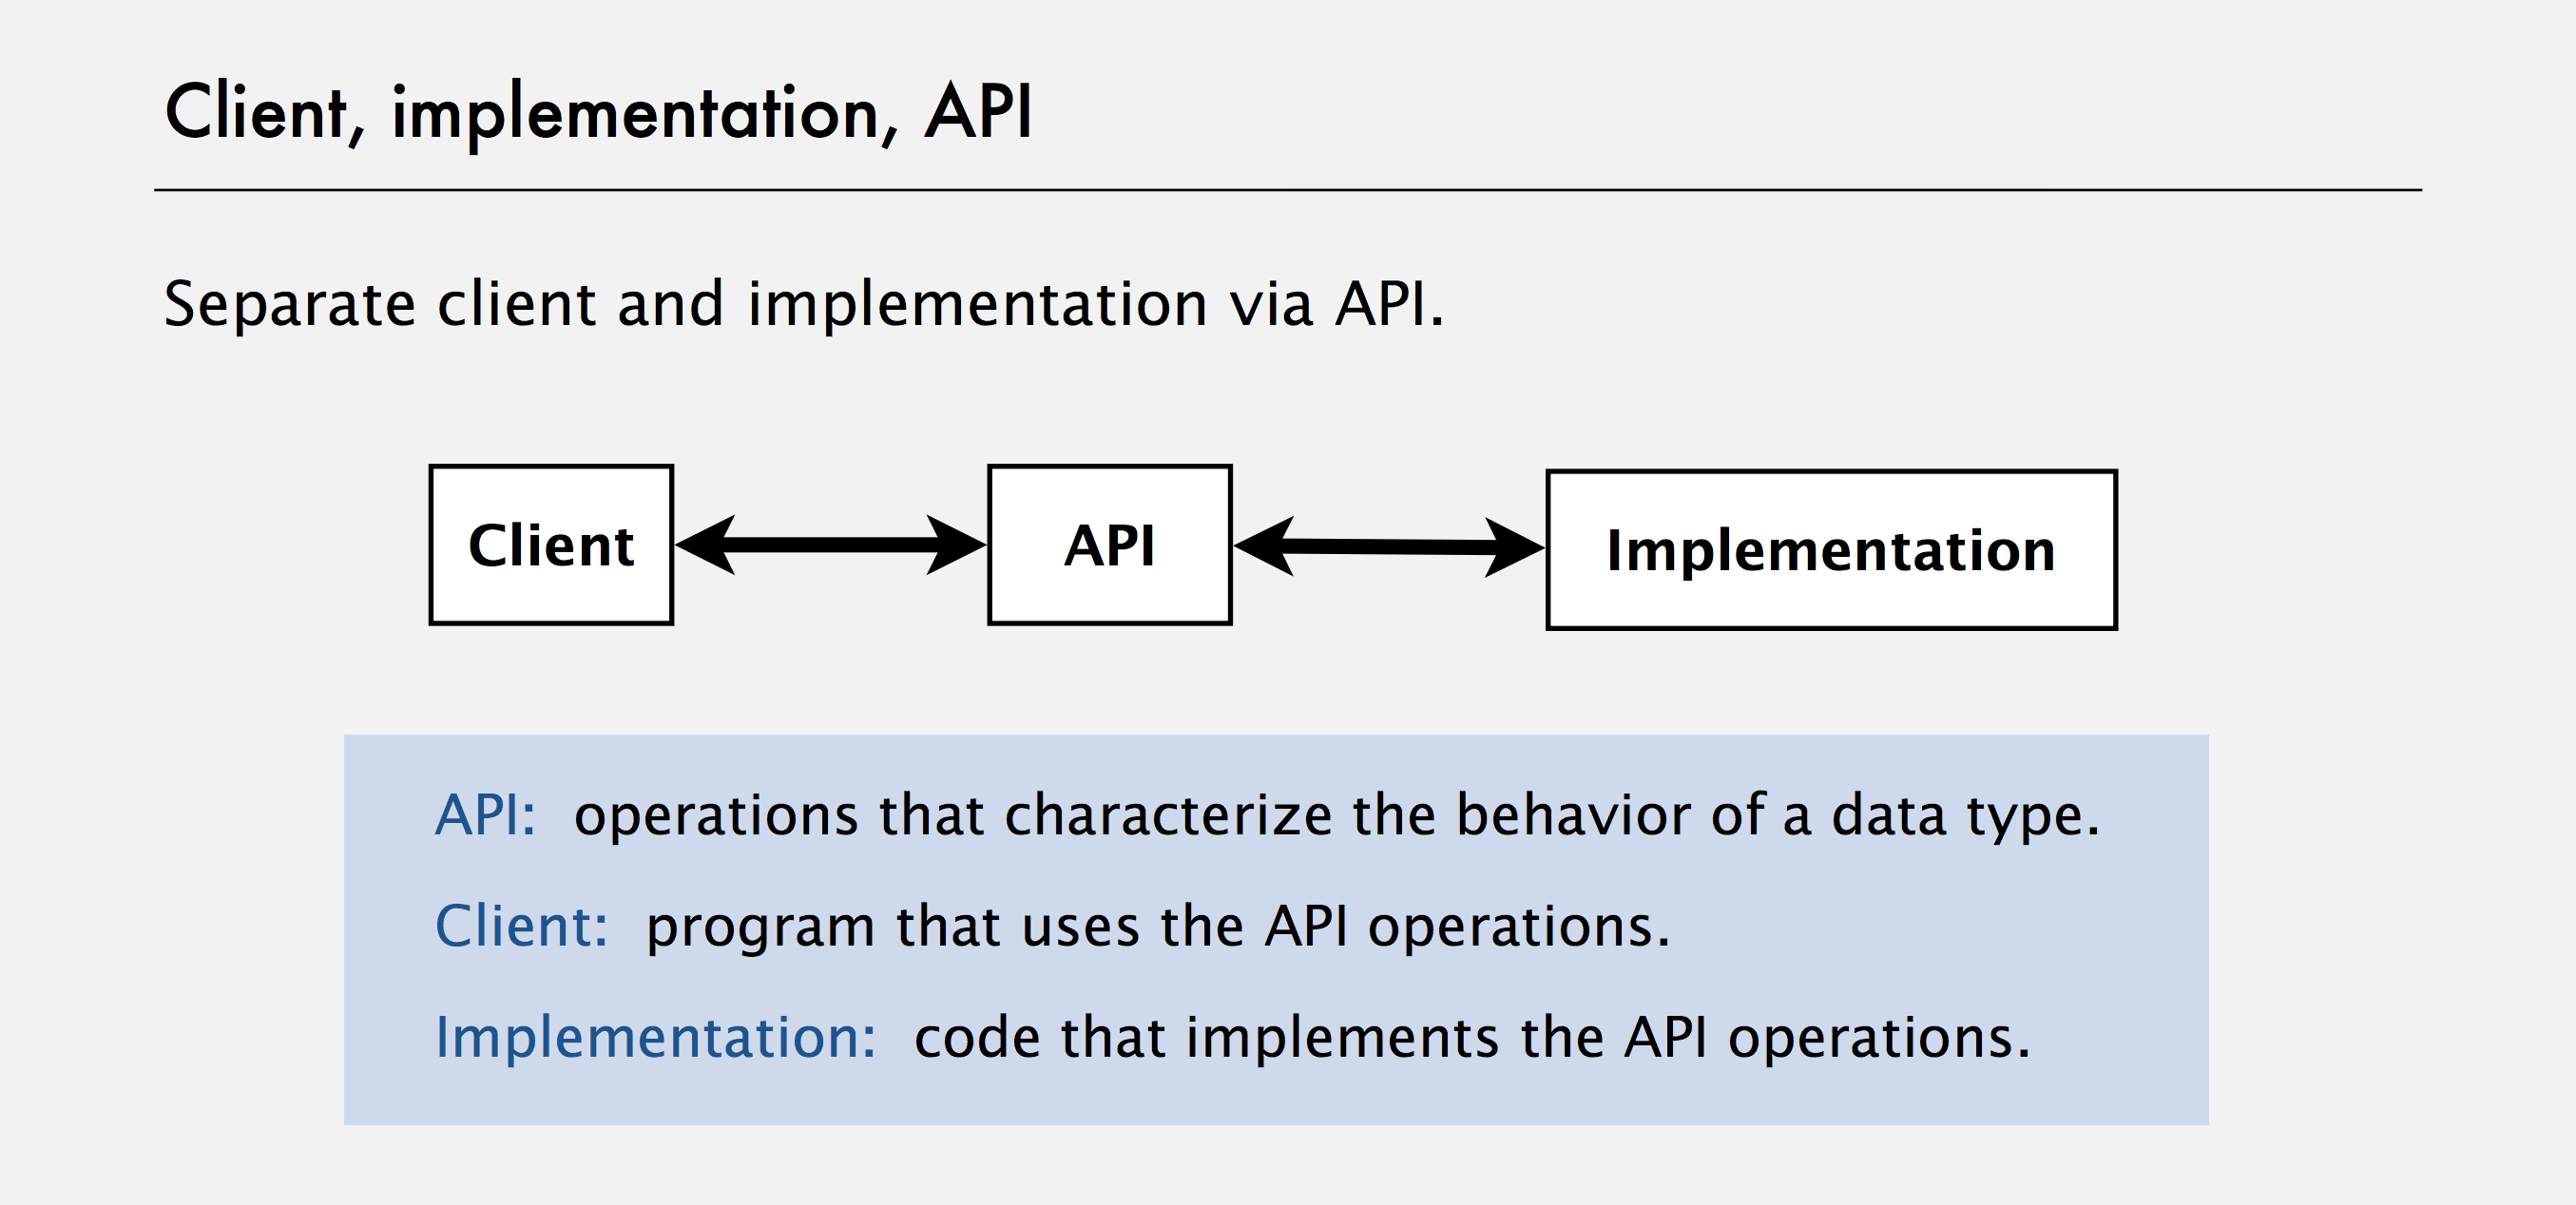 Client, implementation, API
Separate client and implementation via API.
Client
API
Implementation
API: operations that characterize the behavior of a data type.
Client: program that uses the API operations.
Implementation: code that implements the API operations.